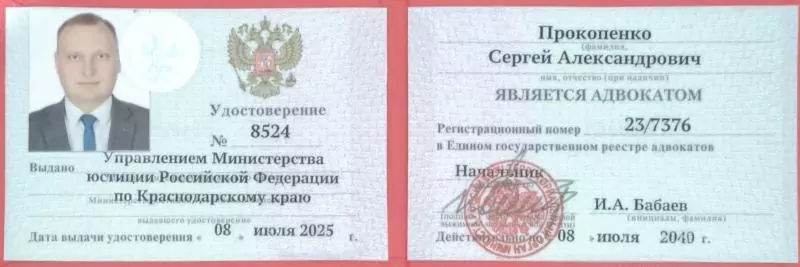 Удостоверение
№ 8524
Выдано Управлением Министерства
юстиции Российской Федерации
по Краснодарскому краю
выдавшего удостоверение)
Дата выдачи удостоверения « 08 » июля 2025 г.
Прокопенко
(фамилия,
Сергей Александрович
имя, отчество (при наличии)
ЯВЛЯЕТСЯ АДВОКАТОМ
Регистрационный номер 23/7376
в Едином государственном реестре адвокатов
Начальник
И.А. Бабаев
(инициалы, фамилия)
Действительно по « 08 » июля 2040 г.